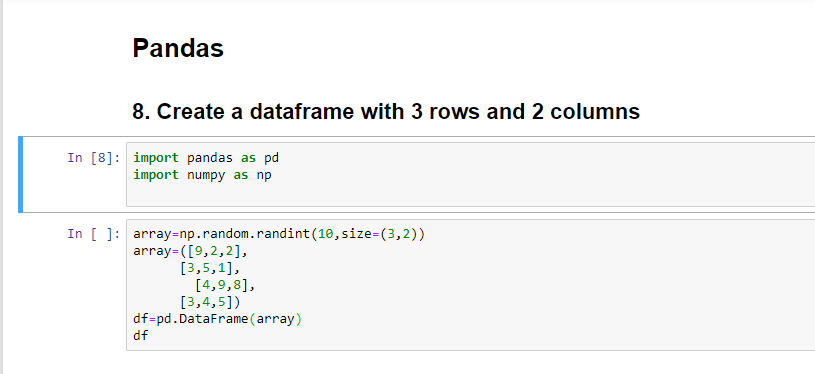 Pandas
8. Create a dataframe with 3 rows and 2 columns
In [8]: import pandas as pd
import numpy as np
In [ ]: array=np.random.randint(10,size=(3,2))
array=([9,2,2],
[3,5,1],
[4,9,8],
[3,4,5])
df=pd.DataFrame(array)
df